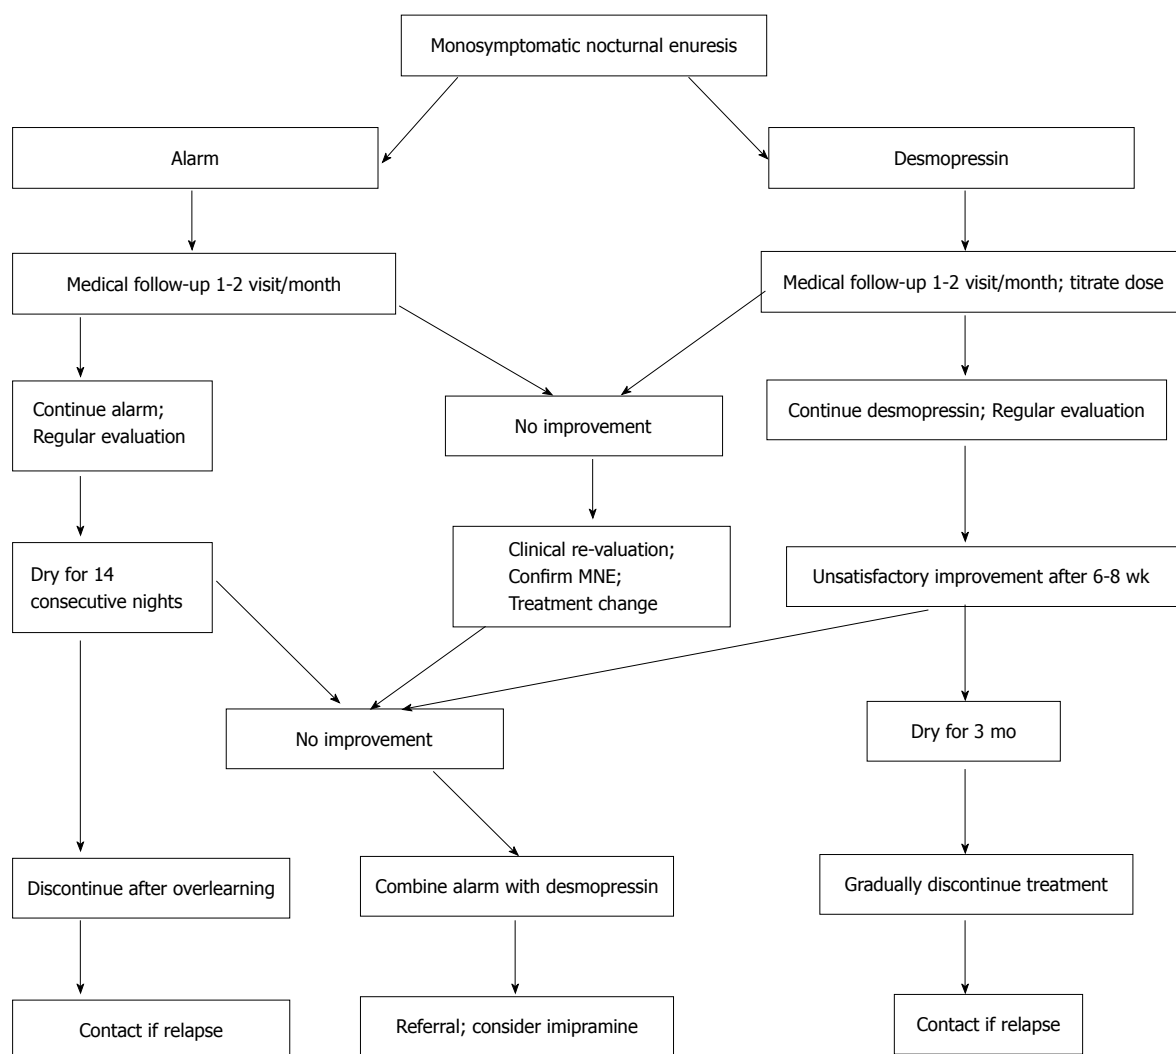 Monosymptomatic nocturnal enuresis
Alarm
Desmopressin
Medical follow-up 1-2 visit/month
Medical follow-up 1-2 visit/month; titrate dose
Continue alarm;
Regular evaluation
No improvement
Continue desmopressin; Regular evaluation
Dry for 14
consecutive nights
Clinical re-valuation;
Confirm MNE;
Treatment change
Unsatisfactory improvement after 6-8 wk
No improvement
Dry for 3 mo
Discontinue after overlearning
Combine alarm with desmopressin
Gradually discontinue treatment
Contact if relapse
Referral; consider imipramine
Contact if relapse